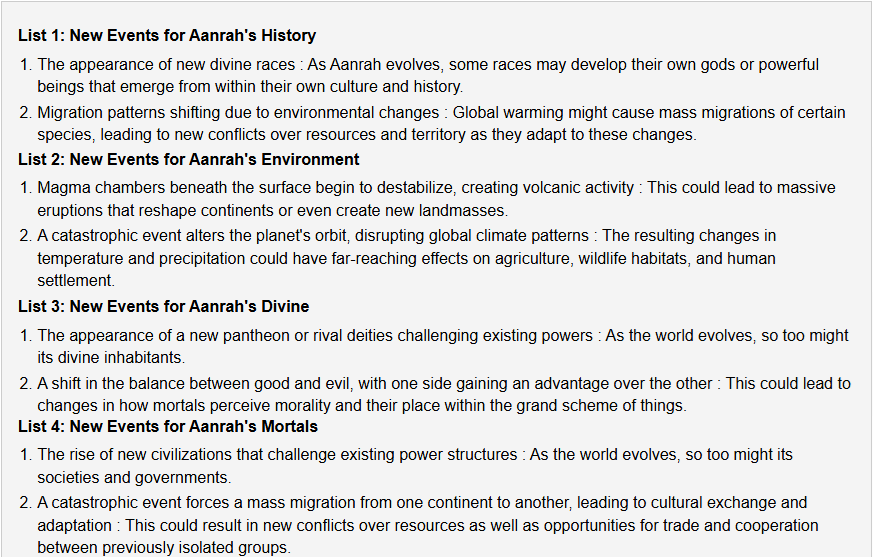 List 1: New Events for Aanrah's History
1. The appearance of new divine races : As Aanrah evolves, some races may develop their own gods or powerful
beings that emerge from within their own culture and history.
2. Migration patterns shifting due to environmental changes : Global warming might cause mass migrations of certain
species, leading to new conflicts over resources and territory as they adapt to these changes.
List 2: New Events for Aanrah's Environment
1. Magma chambers beneath the surface begin to destabilize, creating volcanic activity : This could lead to massive
eruptions that reshape continents or even create new landmasses.
2. A catastrophic event alters the planet's orbit, disrupting global climate patterns : The resulting changes in
temperature and precipitation could have far-reaching effects on agriculture, wildlife habitats, and human
settlement.
List 3: New Events for Aanrah's Divine
1. The appearance of a new pantheon or rival deities challenging existing powers : As the world evolves, so too might
its divine inhabitants.
2. A shift in the balance between good and evil, with one side gaining an advantage over the other : This could lead to
changes in how mortals perceive morality and their place within the grand scheme of things.
List 4: New Events for Aanrah's Mortals
1. The rise of new civilizations that challenge existing power structures : As the world evolves, so too might its
societies and governments.
2. A catastrophic event forces a mass migration from one continent to another, leading to cultural exchange and
adaptation : This could result in new conflicts over resources as well as opportunities for trade and cooperation
between previously isolated groups.